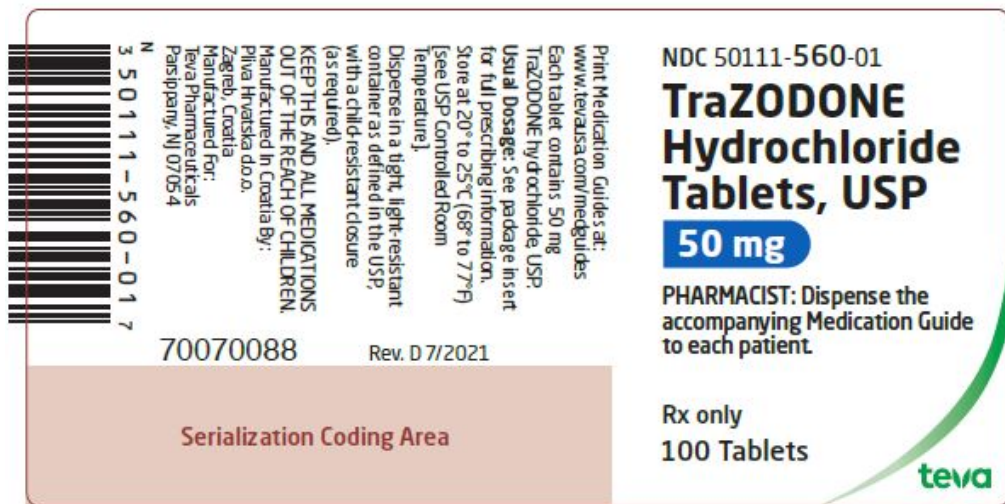 NDC 50111-560-01
TraZODONE
Hydrochloride
Tablets, USP
50 mg
PHARMACIST: Dispense the
accompanying Medication Guide
to each patient.
Rx only
100 Tablets
teva
Print Medication Guides at:
www.tevausa.com/medguides
Each tablet contains 50 mg
TraZODONE hydrochloride, USP.
Usual Dosage: See package insert
for full prescribing information.
Store at 20° to 25°C (68° to 77°F)
[see USP Controlled Room
Temperature].
Dispense in a tight, light-resistant
container as defined in the USP,
with a child-resistant closure
(as required).
KEEP THIS AND ALL MEDICATIONS
OUT OF THE REACH OF CHILDREN.
Manufactured In Croatia By:
Pliva Hrvatska d.o.o.
Zagreb, Croatia
Manufactured For:
Teva Pharmaceuticals
Parsippany, NJ 07054
N
3 50111-560-01 7
70070088 Rev. D 7/2021
Serialization Coding Area